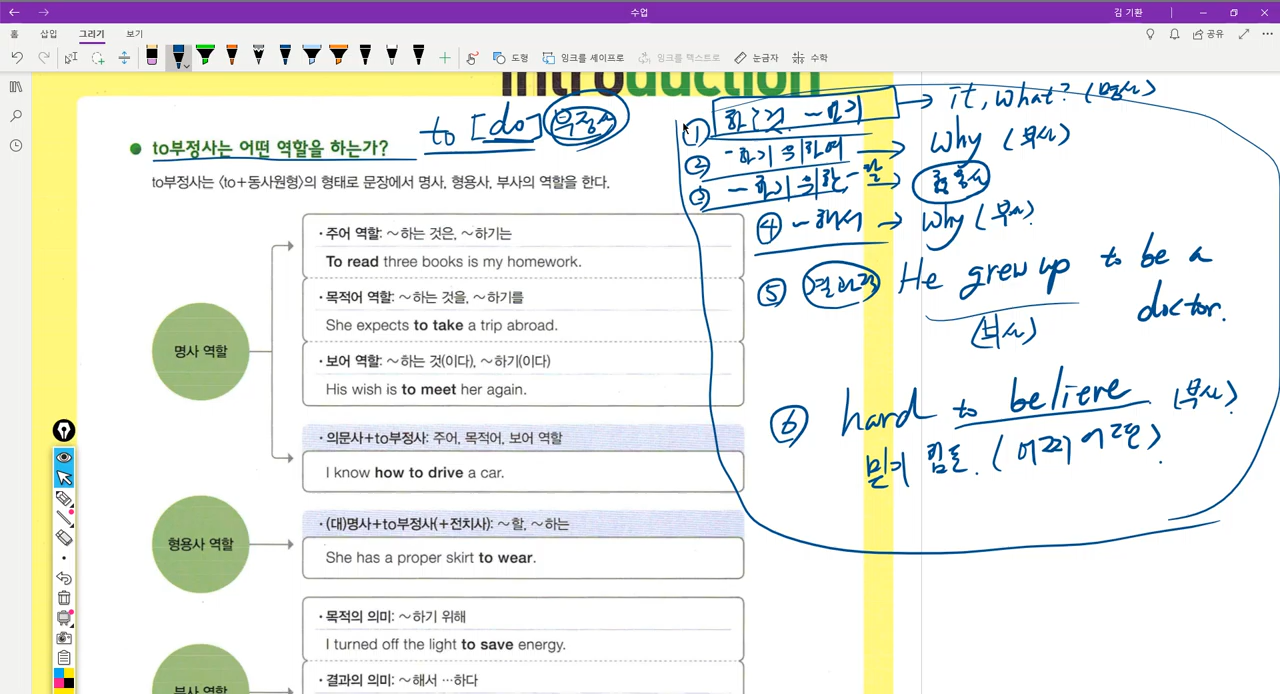 수업
김 기환
홈 삽입 그리기 보기
공유
도형 잉크를 셰이프로 잉크를 텍스트로 눈금자 수학
introduction
to부정사는 어떤 역할을 하는가?
to [do] 부정사
to부정사는 〈to+동사원형〉의 형태로 문장에서 명사, 형용사, 부사의 역할을 한다.
명사 역할
· 주어 역할: ～하는 것은, ～하기는
To read three books is my homework.
· 목적어 역할: ～하는 것을, ～하기를
She expects to take a trip abroad.
· 보어 역할: ～하는 것(이다), ～하기(이다)
His wish is to meet her again.
· 의문사+to부정사: 주어, 목적어, 보어 역할
I know how to drive a car.
형용사 역할
· (대)명사+to부정사(+전치사): ～할, ～하는
She has a proper skirt to wear.
부사 역할
· 목적의 의미: ～하기 위해
I turned off the light to save energy.
· 결과의 의미: ～해서 …하다
① 하는 것, ~하기 → it, what? (명사)
② ~하기 위하여 → why (부사)
③ ~하기 위한, ~할 → 형용사
④ ~해서 → why (부사)
⑤ 결과적 He grew up to be a doctor.
(부사)
⑥ hard to believe (부사)
믿기 힘든. (어찌 어려운)